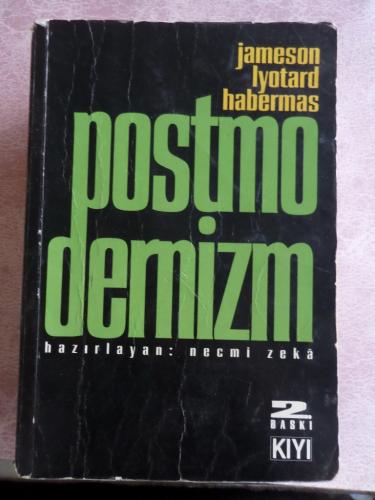 jameson
lyotard
habermas
postmo
dernizm
hazırlayan: necmi zekâ
2.
BASKI
KIYI